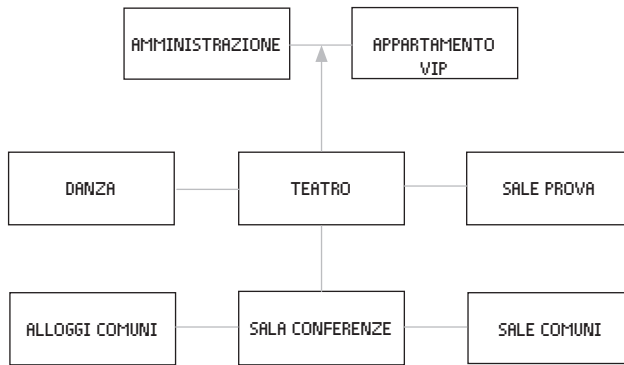 AMMINISTRAZIONE
APPARTAMENTO
VIP
DANZA
TEATRO
SALE PROVA
ALLOGGI COMUNI
SALA CONFERENZE
SALE COMUNI